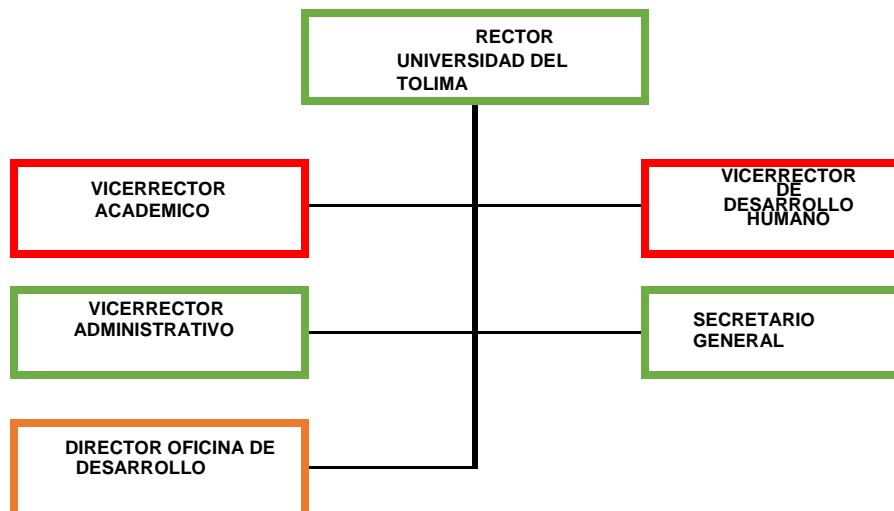 RECTOR
UNIVERSIDAD DEL
TOLIMA
VICERRECTOR
ACADEMICO
VICERRECTOR
DE
DESARROLLO
HUMANO
VICERRECTOR
ADMINISTRATIVO
SECRETARIO
GENERAL
DIRECTOR OFICINA DE
DESARROLLO